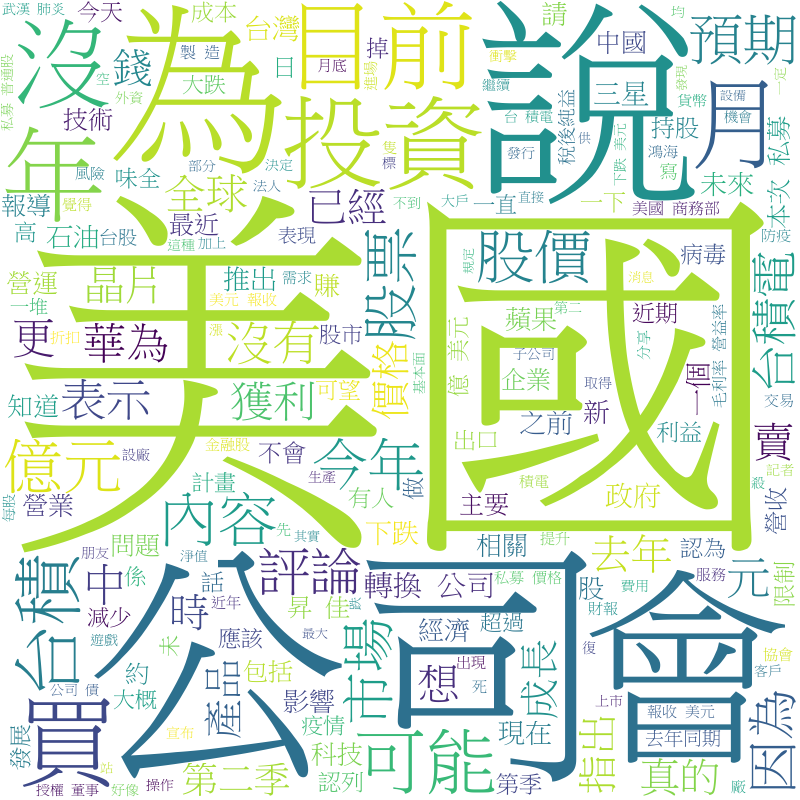 武漢 肺炎
今天
成本
台灣
製 造
月底
掉
日
請
中國
衝擊
均
預期
沒
為
目前
說
錢
大跌
進場
繼續
發現
三星
月
貨幣
設備
一定
私募 普通股
空
外資
技術
投資
台 積電
稅後純益
持股
機會
私募
年
風險
部分
決定
隻
標
供
發行
下跌 美元
鴻海
寫
未來
本次
味全
全球
已經
覺得
法人
不到
大戶
直接
一直
一下
美國 商務部
防疫
報導
最近
高
石油
台股
表現
這種
加上
美
國
股票
股價
規定
消息
病毒
營運
晶片
推出
需求
賺
美元 報收
一堆
第二
近期
台積電
更
華為
沒有
股市
折扣
漲
價格
基本面
蘋果
子公司
分享
一個
毛利率 營益率
億 美元
企業
知道
表示
獲利
可望
取得
之前
新
交易
億元
設廠
金融股
不會
今年
出口
利益
賣
每股
營業
計畫
生產
有人
積電
做
主要
政府
殺
記者
營收
內容
先
其實
下跌
相關
提升
去年
認為
台積
朋友
問題
淨值
評論
轉換 公司
私募 價格
費用
服務
元
限制
中
係
話
時
近年
昇 佳
股
財報
減少
公
司
會
市場
經濟
超過
遊戲
未
應該
最大
想
出現
死
成長
復
協會
買
約
產品
包括
影響
疫情
現在
客戶
指出
因為
公司 債
大概
上市
報收 美元
發展
宣布
科技
可能
去年同期
第二季
認列
第季
真的
授權 董事
站
好像
操作
廠